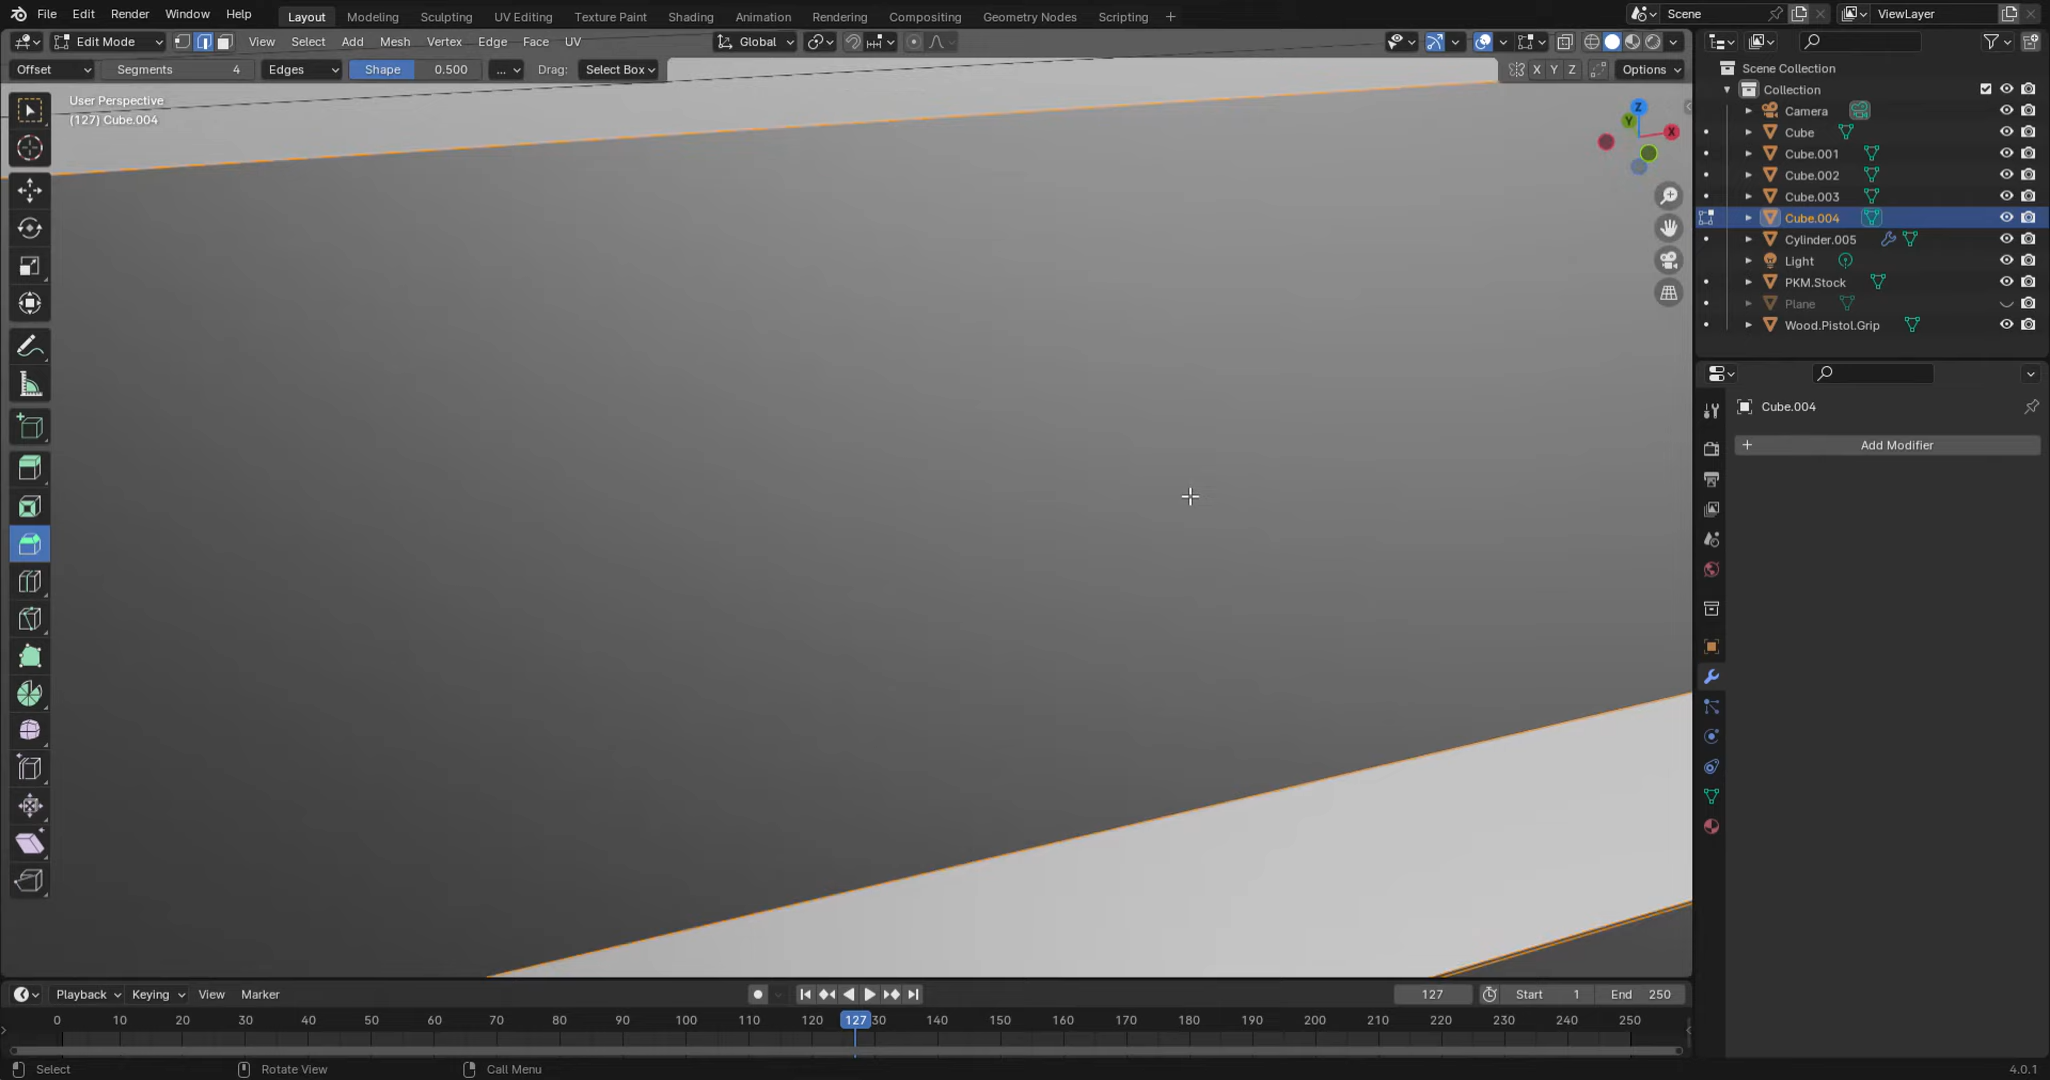 File Edit Render Window Help Layout Modeling Sculpting UV Editing Texture Paint Shading Animation Rendering Compositing Geometry Nodes Scripting + Scene ViewLayer
Edit Mode View Select Add Mesh Vertex Edge Face UV Global
Offset Segments 4 Edges Shape 0.500 ... Drag: Select Box X Y Z Options
User Perspective
(127) Cube.004
Z
Y
X
Scene Collection
Collection
Camera
Cube
Cube.001
Cube.002
Cube.003
Cube.004
Cylinder.005
Light
PKM.Stock
Plane
Wood.Pistol.Grip
Cube.004
+ Add Modifier
Playback Keying View Marker 127 Start 1 End 250
0 10 20 30 40 50 60 70 80 90 100 110 120 127 30 140 150 160 170 180 190 200 210 220 230 240 250
Select Rotate View Call Menu 4.0.1